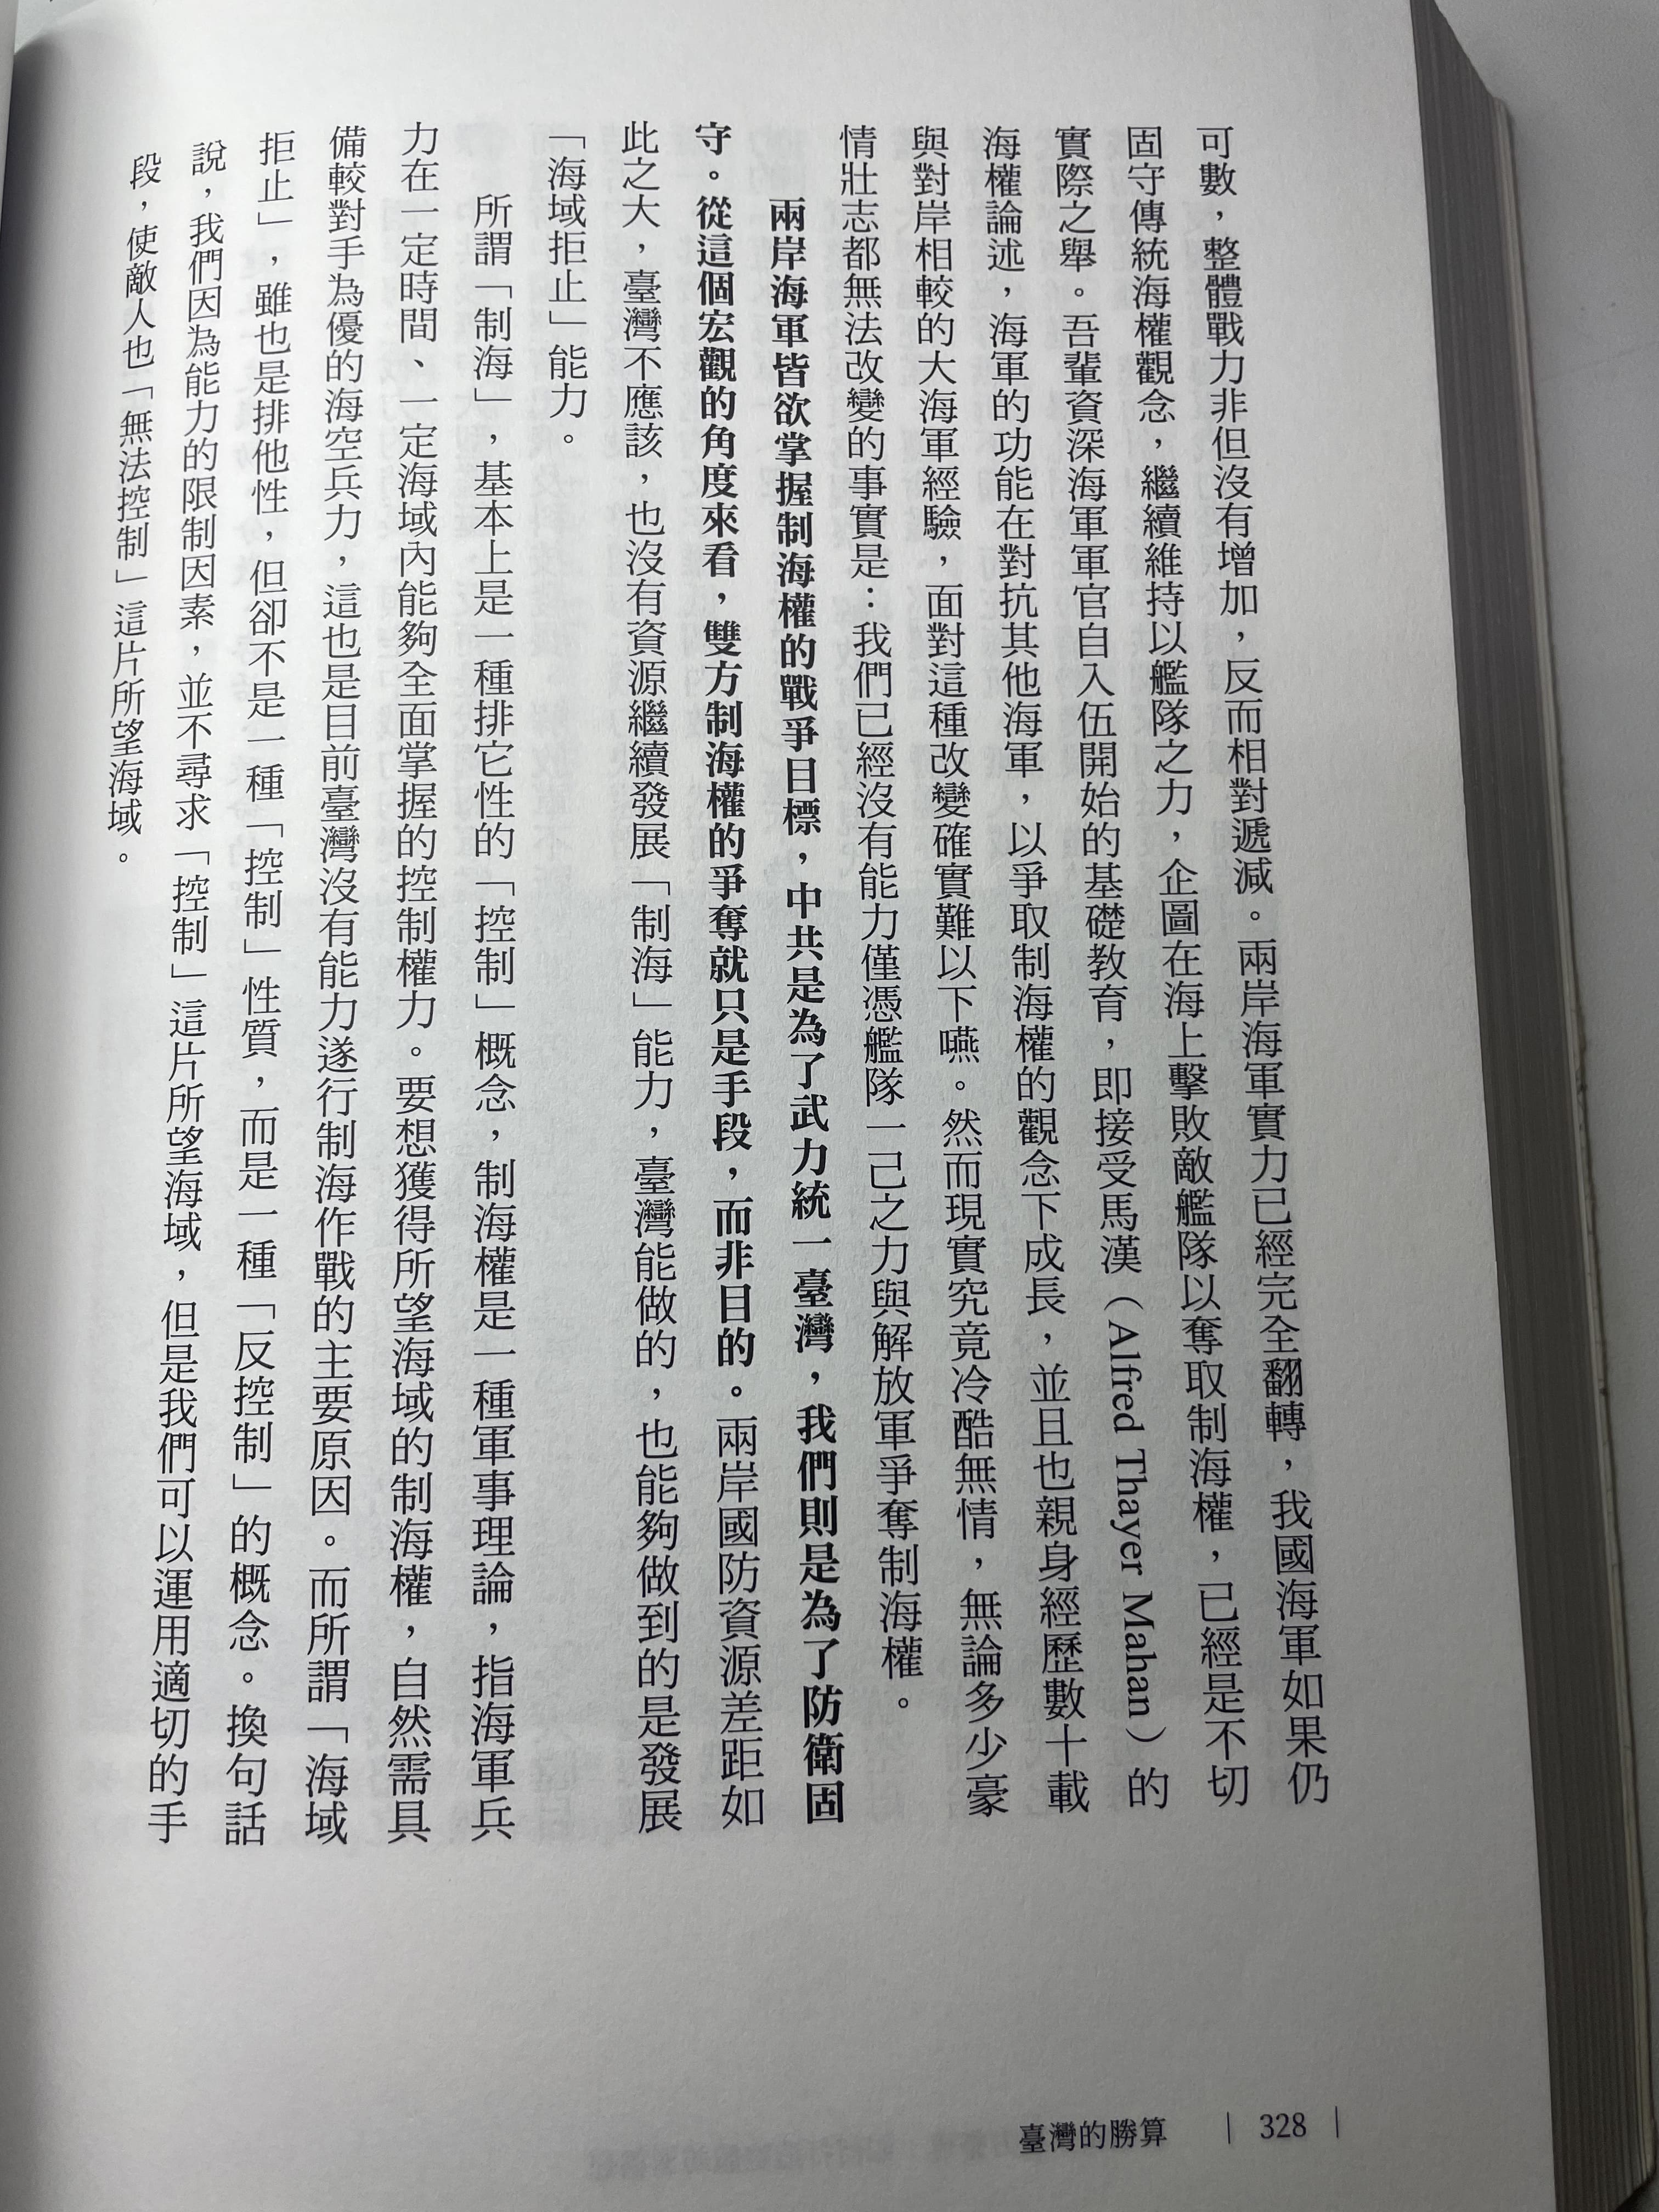 可數，整體戰力非但沒有增加，反而相對遞減。兩岸海軍實力已經完全翻轉，我國海軍如果仍
固守傳統海權觀念，繼續維持以艦隊之力，企圖在海上擊敗敵艦隊以奪取制海權，已經是不切
實際之舉。吾輩資深海軍軍官自入伍開始的基礎教育，即接受馬漢（Alfred Thayer Mahan）的
海權論述，海軍的功能在對抗其他海軍，以爭取制海權的觀念下成長，並且也親身經歷數十載
與對岸相較的大海軍經驗，面對這種改變確實難以下嚥。然而現實究竟冷酷無情，無論多少豪
情壯志都無法改變的事實是：我們已經沒有能力僅憑艦隊一己之力與解放軍爭奪制海權。
兩岸海軍皆欲掌握制海權的戰爭目標，中共是為了武力統一臺灣，我們則是為了防衛固
守。從這個宏觀的角度來看，雙方制海權的爭奪就只是手段，而非目的。兩岸國防資源差距如
此之大，臺灣不應該，也沒有資源繼續發展「制海」能力，臺灣能做的，也能夠做到的是發展
「海域拒止」能力。
所謂「制海」，基本上是一種排它性的「控制」概念，制海權是一種軍事理論，指海軍兵
力在一定時間、一定海域內能夠全面掌握的控制權力。要想獲得所望海域的制海權，自然需具
備較對手為優的海空兵力，這也是目前臺灣沒有能力遂行制海作戰的主要原因。而所謂「海域
拒止」，雖也是排他性，但卻不是一種「控制」性質，而是一種「反控制」的概念。換句話
說，我們因為能力的限制因素，並不尋求「控制」這片所望海域，但是我們可以運用適切的手
段，使敵人也「無法控制」這片所望海域。
臺灣的勝算 | 328 |